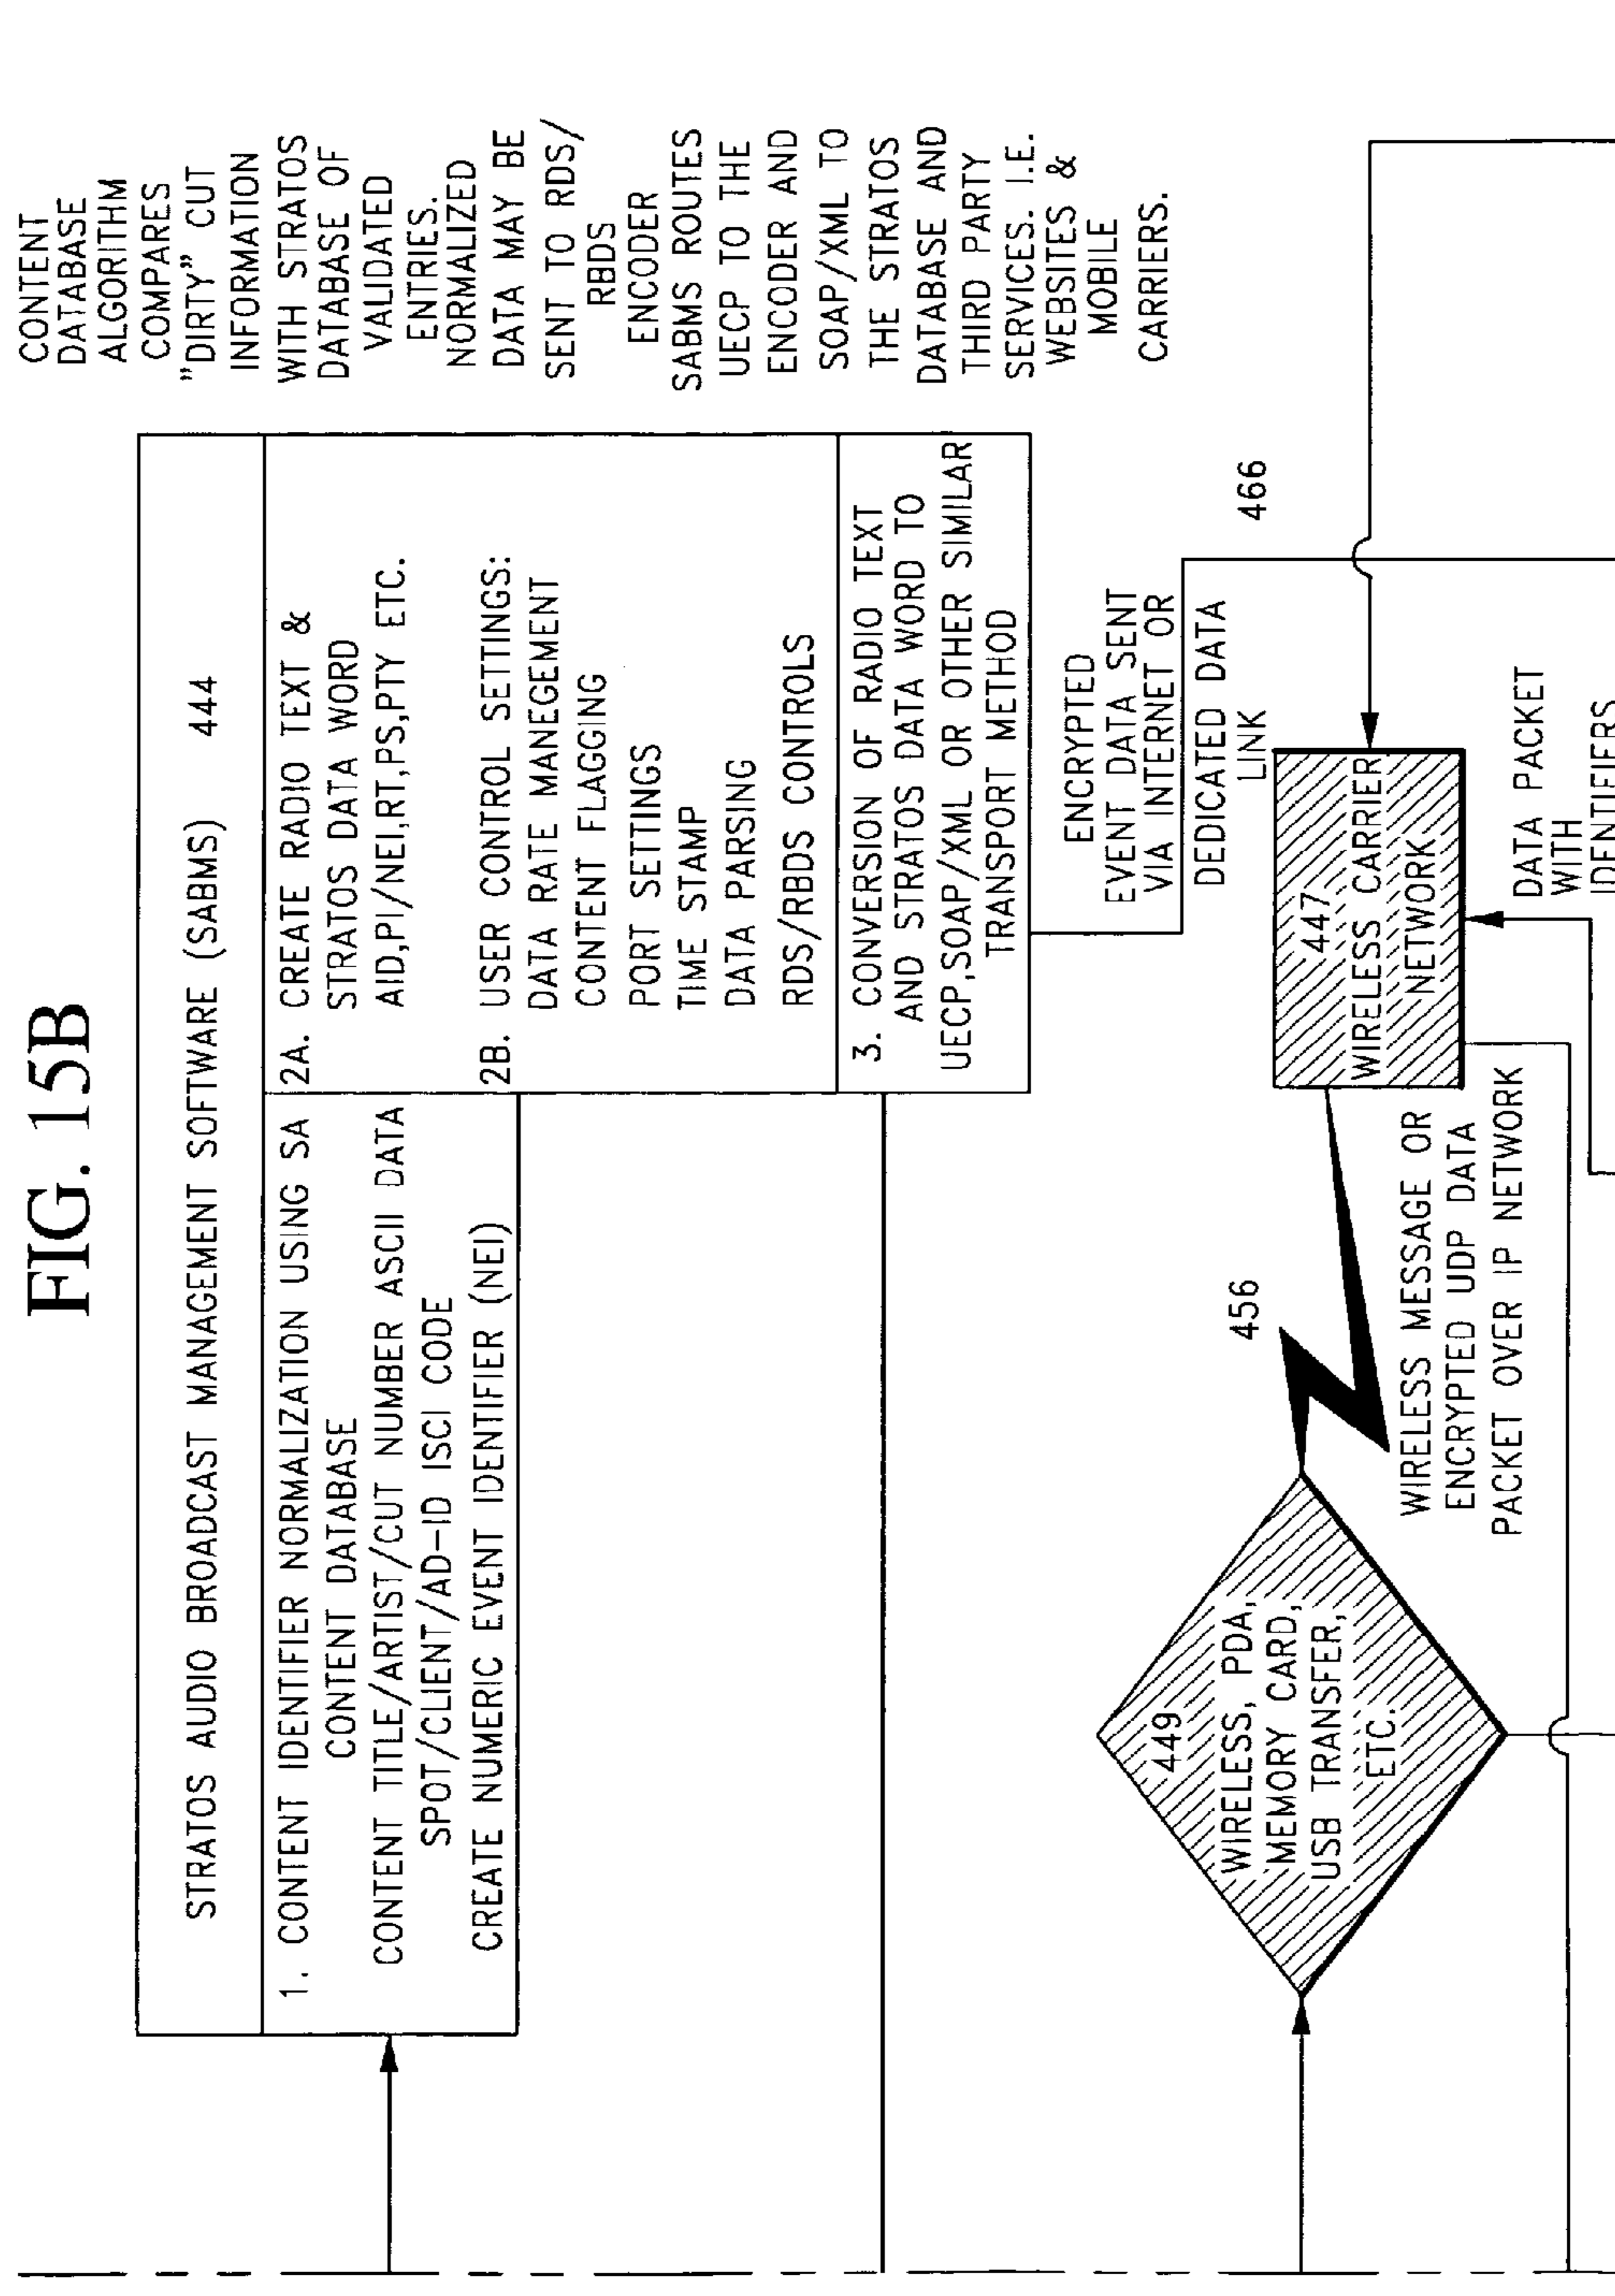 FIG. 15B
STRATOS AUDIO BROADCAST MANAGEMENT SOFTWARE (SABMS) 444
1. CONTENT IDENTIFIER NORMALIZATION USING SA
CONTENT DATABASE
CONTENT TITLE/ARTIST/CUT NUMBER ASCII DATA
SPOT/CLIENT/AD-ID ISCI CODE
CREATE NUMERIC EVENT IDENTIFIER (NEI)
2A. CREATE RADIO TEXT &
STRATOS DATA WORD
AID,PI/NEI,RT,PS,PTY ETC.
2B. USER CONTROL SETTINGS:
DATA RATE MANEGEMENT
CONTENT FLAGGING
PORT SETTINGS
TIME STAMP
DATA PARSING
RDS/RBDS CONTROLS
3. CONVERSION OF RADIO TEXT
AND STRATOS DATA WORD TO
UECP,SOAP/XML OR OTHER SIMILAR
TRANSPORT METHOD
CONTENT
DATABASE
ALGORITHM
COMPARES
"DIRTY" CUT
INFORMATION
WITH STRATOS
DATABASE OF
VALIDATED
ENTRIES.
NORMALIZED
DATA MAY BE
SENT TO RDS/
RBDS
ENCODER
SABMS ROUTES
UECP TO THE
ENCODER AND
SOAP/XML TO
THE STRATOS
DATABASE AND
THIRD PARTY
SERVICES. I.E.
WEBSITES &
MOBILE
CARRIERS.
ENCRYPTED
EVENT DATA SENT
VIA INTERNET OR
DEDICATED DATA
LINK
466
449
WIRELESS, PDA,
MEMORY CARD,
USB TRANSFER,
ETC.
456
WIRELESS MESSAGE OR
ENCRYPTED UDP DATA
PACKET OVER IP NETWORK
447
WIRELESS CARRIER
NETWORK
DATA PACKET
WITH
IDENTIFIERS